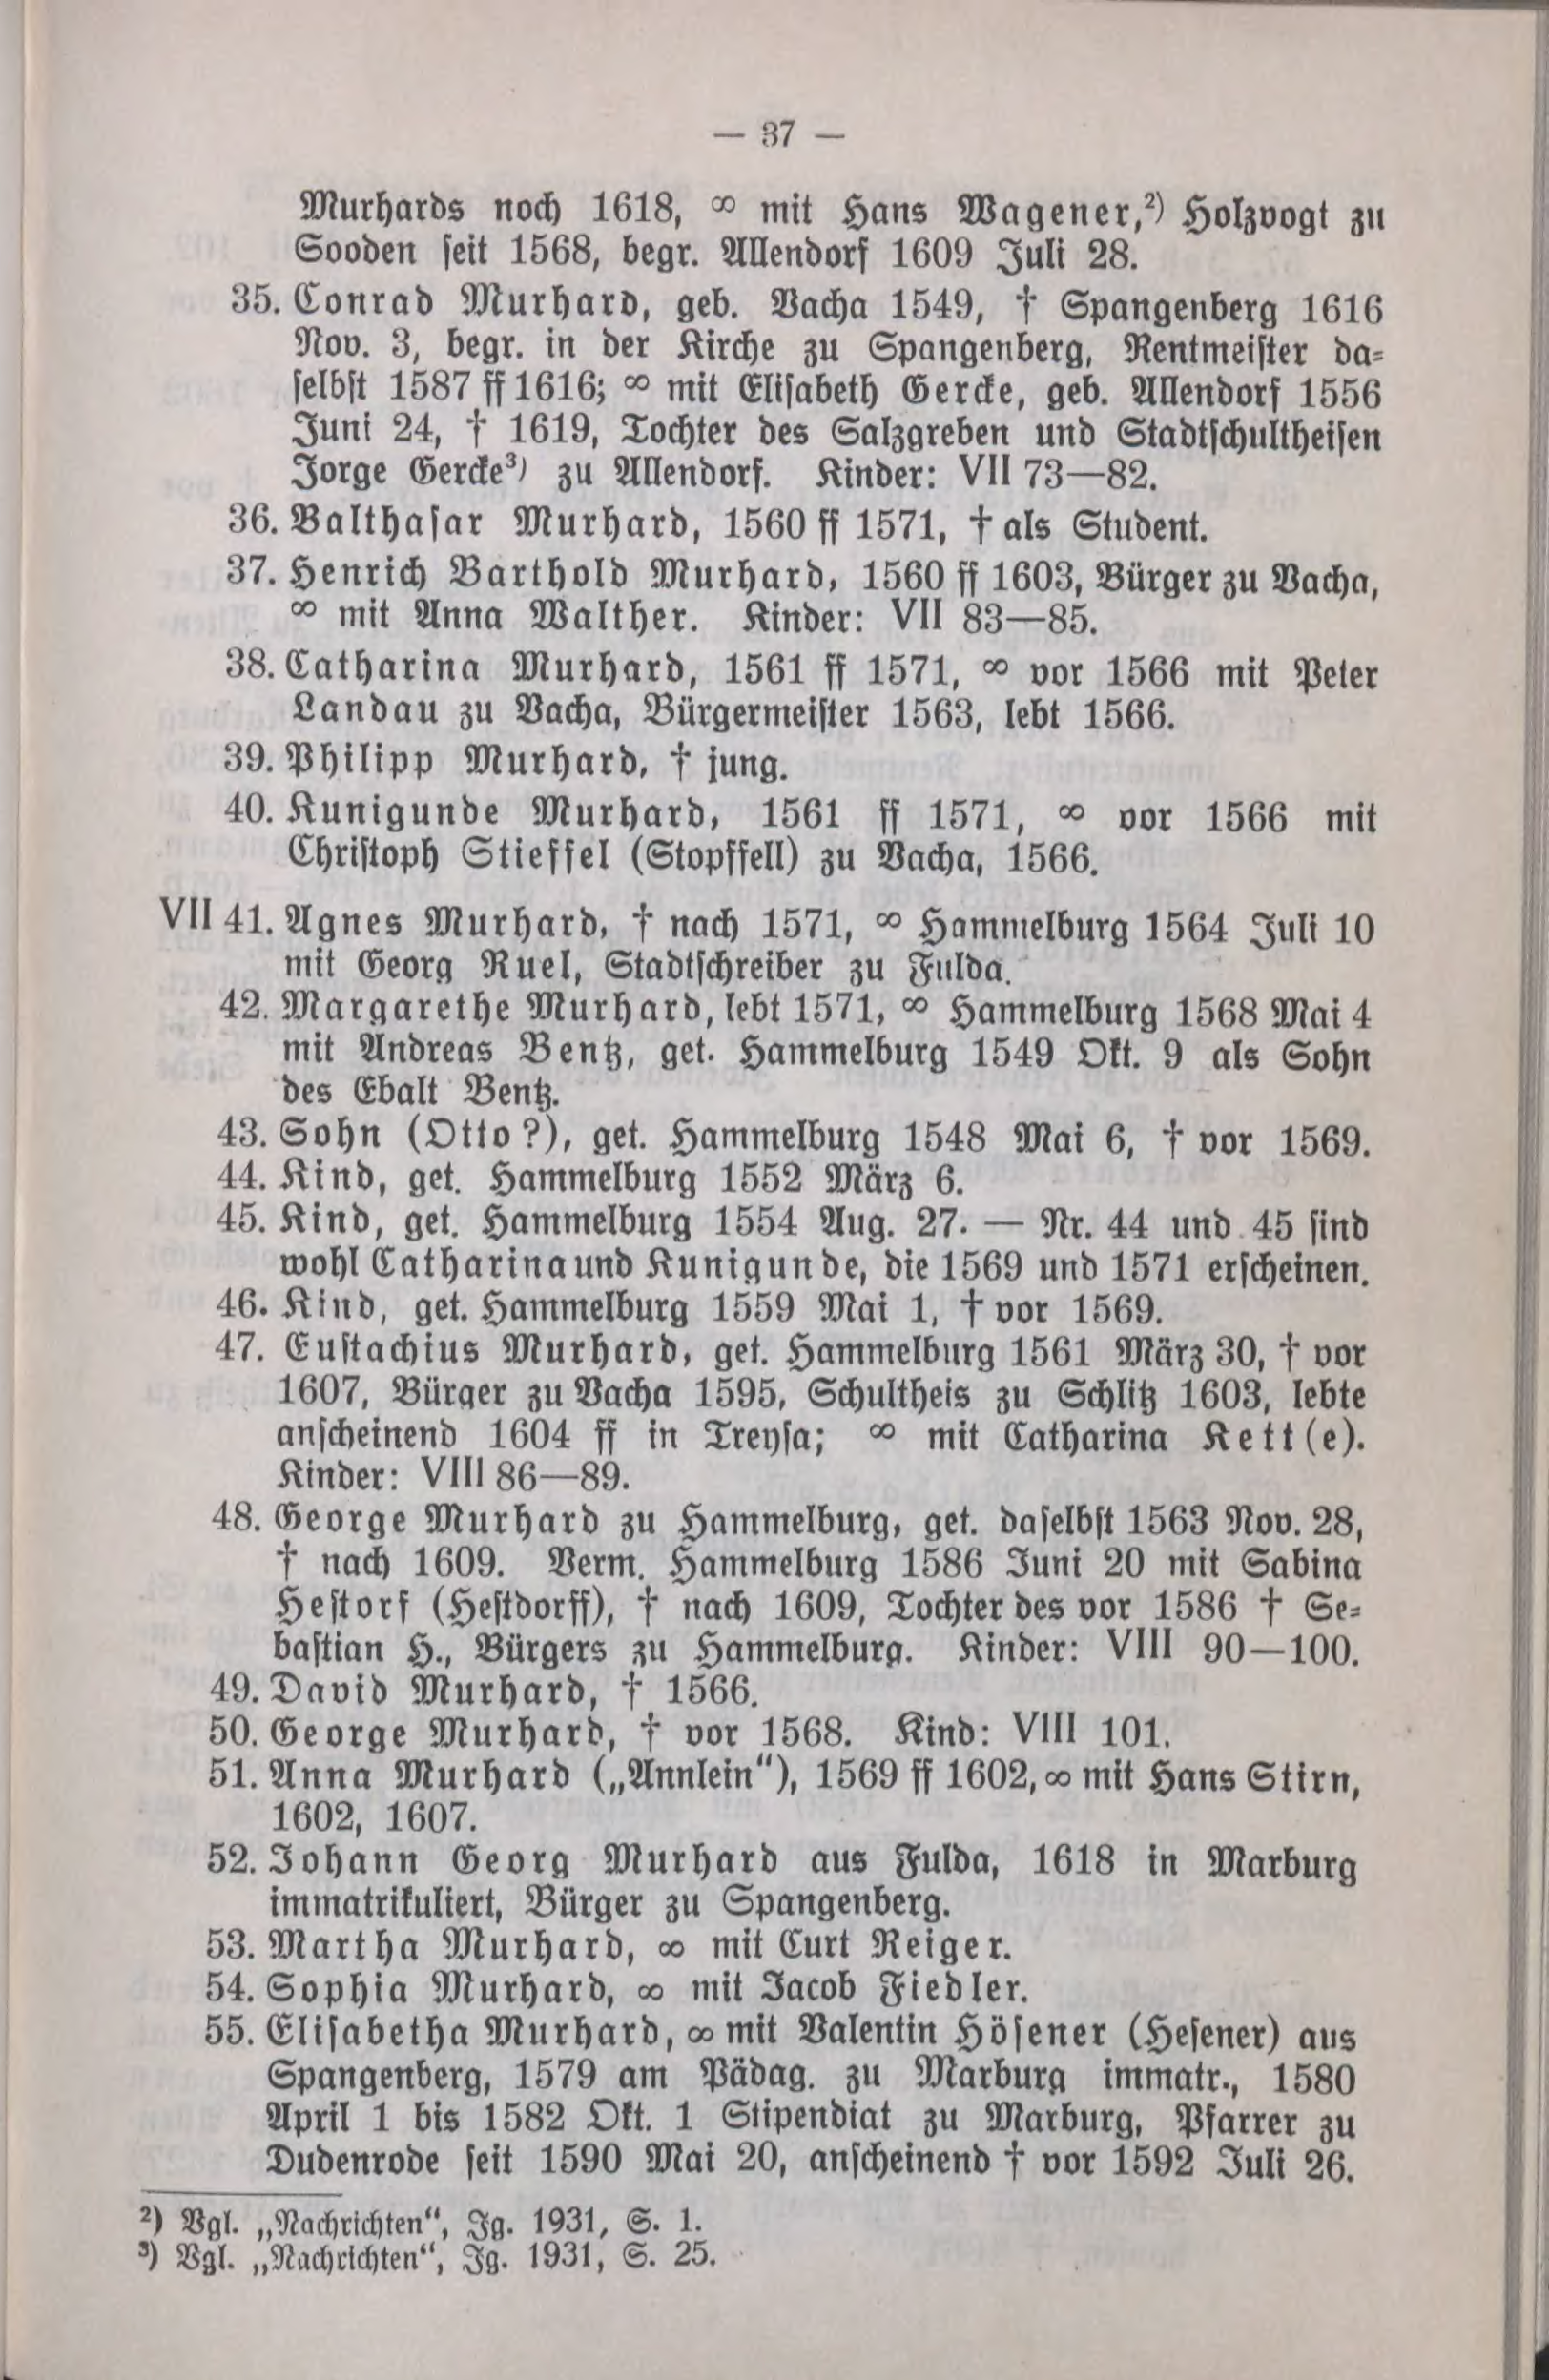 — 37 —
Murhards noch 1618, ∞ mit Hans Wagener,²) Holzvogt zu
Sooden seit 1568, begr. Allendorf 1609 Juli 28.
35. Conrad Murhard, geb. Vacha 1549, † Spangenberg 1616
Nov. 3, begr. in der Kirche zu Spangenberg, Rentmeister da-
selbst 1587 ff 1616; ∞ mit Elisabeth Gercke, geb. Allendorf 1556
Juni 24, † 1619, Tochter des Salzgreben und Stadtschultheisen
Jorge Gercke³) zu Allendorf. Kinder: VII 73—82.
36. Balthasar Murhard, 1560 ff 1571, † als Student.
37. Henrich Barthold Murhard, 1560 ff 1603, Bürger zu Vacha,
∞ mit Anna Walther. Kinder: VII 83—85.
38. Catharina Murhard, 1561 ff 1571, ∞ vor 1566 mit Peter
Landau zu Vacha, Bürgermeister 1563, lebt 1566.
39. Philipp Murhard, † jung.
40. Kunigunde Murhard, 1561 ff 1571, ∞ vor 1566 mit
Christoph Stieffel (Stopffell) zu Vacha, 1566.
VII 41. Agnes Murhard, † nach 1571, ∞ Hammelburg 1564 Juli 10
mit Georg Ruel, Stadtschreiber zu Fulda.
42. Margarethe Murhard, lebt 1571, ∞ Hammelburg 1568 Mai 4
mit Andreas Bentz, get. Hammelburg 1549 Okt. 9 als Sohn
des Ebalt Bentz.
43. Sohn (Otto?), get. Hammelburg 1548 Mai 6, † vor 1569.
44. Kind, get. Hammelburg 1552 März 6.
45. Kind, get. Hammelburg 1554 Aug. 27. — Nr. 44 und 45 sind
wohl Catharina und Kunigunde, die 1569 und 1571 erscheinen.
46. Kind, get. Hammelburg 1559 Mai 1, † vor 1569.
47. Eustachius Murhard, get. Hammelburg 1561 März 30, † vor
1607, Bürger zu Vacha 1595, Schultheis zu Schlitz 1603, lebte
anscheinend 1604 ff in Treysa; ∞ mit Catharina Kett(e).
Kinder: VIII 86—89.
48. George Murhard zu Hammelburg, get. daselbst 1563 Nov. 28,
† nach 1609. Verm. Hammelburg 1586 Juni 20 mit Sabina
Hestorf (Hestdorff), † nach 1609, Tochter des vor 1586 † Se-
bastian H., Bürgers zu Hammelburg. Kinder: VIII 90—100.
49. David Murhard, † 1566.
50. George Murhard, † vor 1568. Kind: VIII 101.
51. Anna Murhard („Annlein“), 1569 ff 1602, ∞ mit Hans Stirn,
1602, 1607.
52. Johann Georg Murhard aus Fulda, 1618 in Marburg
immatrikuliert, Bürger zu Spangenberg.
53. Martha Murhard, ∞ mit Curt Reiger.
54. Sophia Murhard, ∞ mit Jacob Fiedler.
55. Elisabetha Murhard, ∞ mit Valentin Hösener (Hesener) aus
Spangenberg, 1579 am Pädag. zu Marburg immatr., 1580
April 1 bis 1582 Okt. 1 Stipendiat zu Marburg, Pfarrer zu
Dudenrode seit 1590 Mai 20, anscheinend † vor 1592 Juli 26.
²) Vgl. „Nachrichten“, Jg. 1931, S. 1.
³) Vgl. „Nachrichten“, Jg. 1931, S. 25.